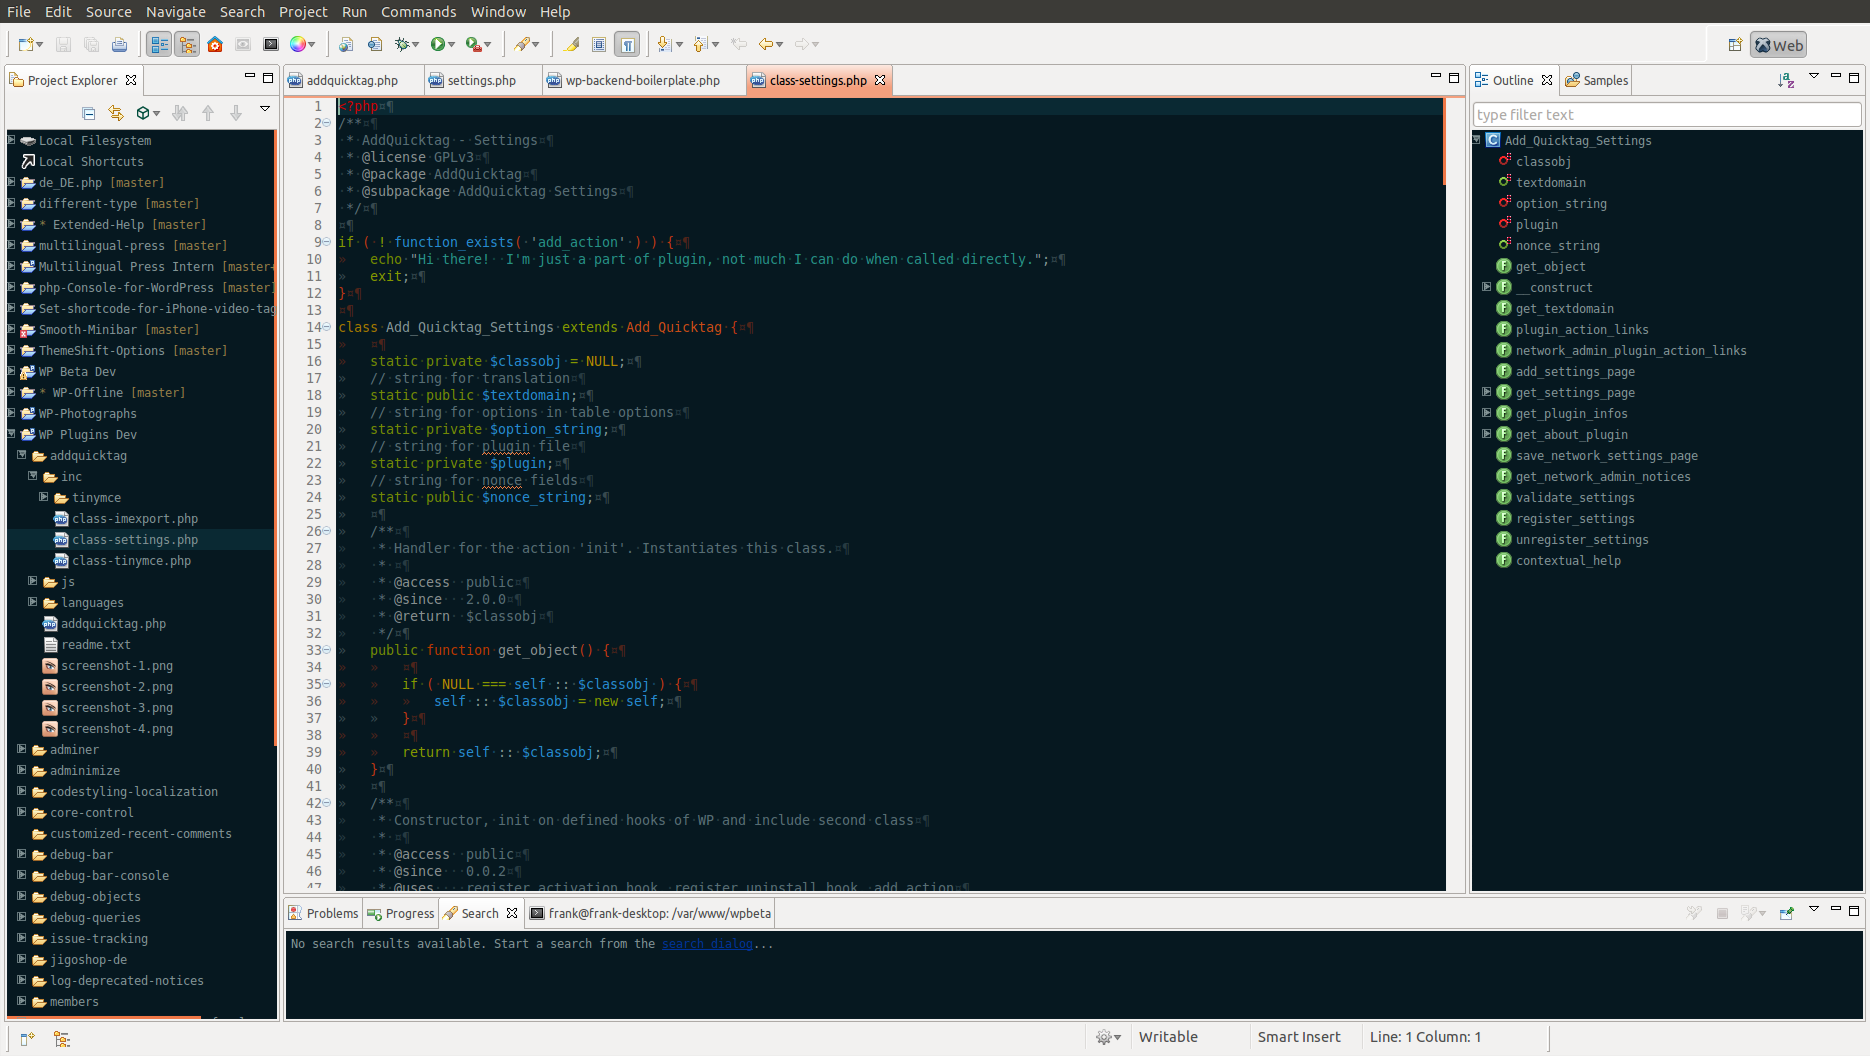 File Edit Source Navigate Search Project Run Commands Window Help
Web
Project Explorer
Local Filesystem
Local Shortcuts
de_DE.php [master]
different-type [master]
* Extended-Help [master]
multilingual-press [master]
Multilingual Press Intern [master
php-Console-for-WordPress [master]
Set-shortcode-for-iPhone-video-tag
Smooth-Minibar [master]
ThemeShift-Options [master]
WP Beta Dev
* WP-Offline [master]
WP-Photographs
WP Plugins Dev
addquicktag
inc
tinymce
class-imexport.php
class-settings.php
class-tinymce.php
js
languages
addquicktag.php
readme.txt
screenshot-1.png
screenshot-2.png
screenshot-3.png
screenshot-4.png
adminer
adminimize
codestyling-localization
core-control
customized-recent-comments
debug-bar
debug-bar-console
debug-objects
debug-queries
issue-tracking
jigoshop-de
log-deprecated-notices
members
addquicktag.php settings.php wp-backend-boilerplate.php class-settings.php
1 <?php¤¶
2 /**¤¶
3 * AddQuicktag - Settings¤¶
4 * @license GPLv3¤¶
5 * @package AddQuicktag¤¶
6 * @subpackage AddQuicktag Settings¤¶
7 */¤¶
8 ¤¶
9 if ( ! function_exists( 'add_action' ) ) {¤¶
10 » echo "Hi there!  I'm just a part of plugin, not much I can do when called directly.";¤¶
11 » exit;¤¶
12 }¤¶
13 ¤¶
14 class Add_Quicktag_Settings extends Add_Quicktag {¤¶
15 » ¤¶
16 » static private $classobj = NULL;¤¶
17 » // string for translation¤¶
18 » static public $textdomain;¤¶
19 » // string for options in table options¤¶
20 » static private $option_string;¤¶
21 » // string for plugin file¤¶
22 » static private $plugin;¤¶
23 » // string for nonce fields¤¶
24 » static public $nonce_string;¤¶
25 » ¤¶
26 » /**¤¶
27 » * Handler for the action 'init'. Instantiates this class.¤¶
28 » * ¤¶
29 » * @access  public¤¶
30 » * @since   2.0.0¤¶
31 » * @return  $classobj¤¶
32 » */¤¶
33 » public function get_object() {¤¶
34 » » ¤¶
35 » » if ( NULL === self :: $classobj ) {¤¶
36 » » » self :: $classobj = new self;¤¶
37 » » }¤¶
38 » » ¤¶
39 » » return self :: $classobj;¤¶
40 » }¤¶
41 » ¤¶
42 » /**¤¶
43 » * Constructor, init on defined hooks of WP and include second class¤¶
44 » * ¤¶
45 » * @access  public¤¶
46 » * @since   0.0.2¤¶
47 » * @uses    register_activation_hook, register_uninstall_hook, add_action¤¶
Outline Samples
type filter text
Add_Quicktag_Settings
classobj
textdomain
option_string
plugin
nonce_string
get_object
__construct
get_textdomain
plugin_action_links
network_admin_plugin_action_links
add_settings_page
get_settings_page
get_plugin_infos
get_about_plugin
save_network_settings_page
get_network_admin_notices
validate_settings
register_settings
unregister_settings
contextual_help
Problems Progress Search frank@frank-desktop: /var/www/wpbeta
No search results available. Start a search from the search dialog...
Writable Smart Insert Line: 1 Column: 1